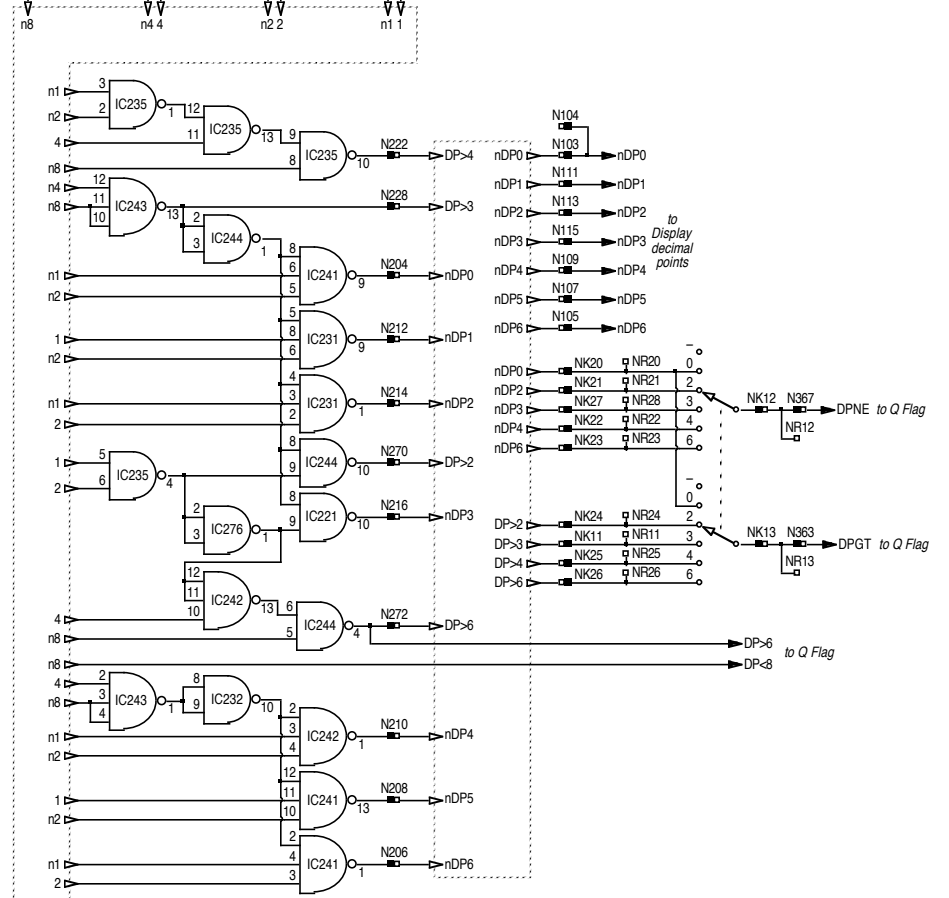 n8 n4 4 n2 2 n1 1
n1 3 IC235 1
n2 2
12 IC235 13
4 11
9 IC235 10 N222 DP>4
n8 8
n4 12 IC243 13
n8 11
10
N228 DP>3
2 IC244 1
3
8 IC241 9 N204 nDP0
n1 6
n2 5
5 IC231 9 N212 nDP1
1 8
n2 6
4 IC231 1 N214 nDP2
n1 3
2 2
8 IC244 10 N270 DP>2
9
1 5 IC235 4
2 6
2 IC276 1
3
8 IC221 10 N216 nDP3
9
12 IC242 13
11
4 10
6 IC244 4 N272 DP>6
n8 5
DP>6
n8 DP<8
to Q Flag
4 2 IC243 1
n8 3
4
8 IC232 10
9
2 IC242 1 N210 nDP4
n1 3
n2 4
12 IC241 13 N208 nDP5
1 11
n2 10
2 IC241 1 N206 nDP6
n1 4
2 3
N104
nDP0 N103 nDP0
nDP1 N111 nDP1
nDP2 N113 nDP2
nDP3 N115 nDP3
nDP4 N109 nDP4
nDP5 N107 nDP5
nDP6 N105 nDP6
to
Display
decimal
points
–
nDP0 NK20 NR20 0
nDP2 NK21 NR21 2
nDP3 NK27 NR28 3
nDP4 NK22 NR22 4
nDP6 NK23 NR23 6
NK12 N367 DPNE to Q Flag
NR12
–
0
DP>2 NK24 NR24 2
DP>3 NK11 NR11 3
DP>4 NK25 NR25 4
DP>6 NK26 NR26 6
NK13 N363 DPGT to Q Flag
NR13